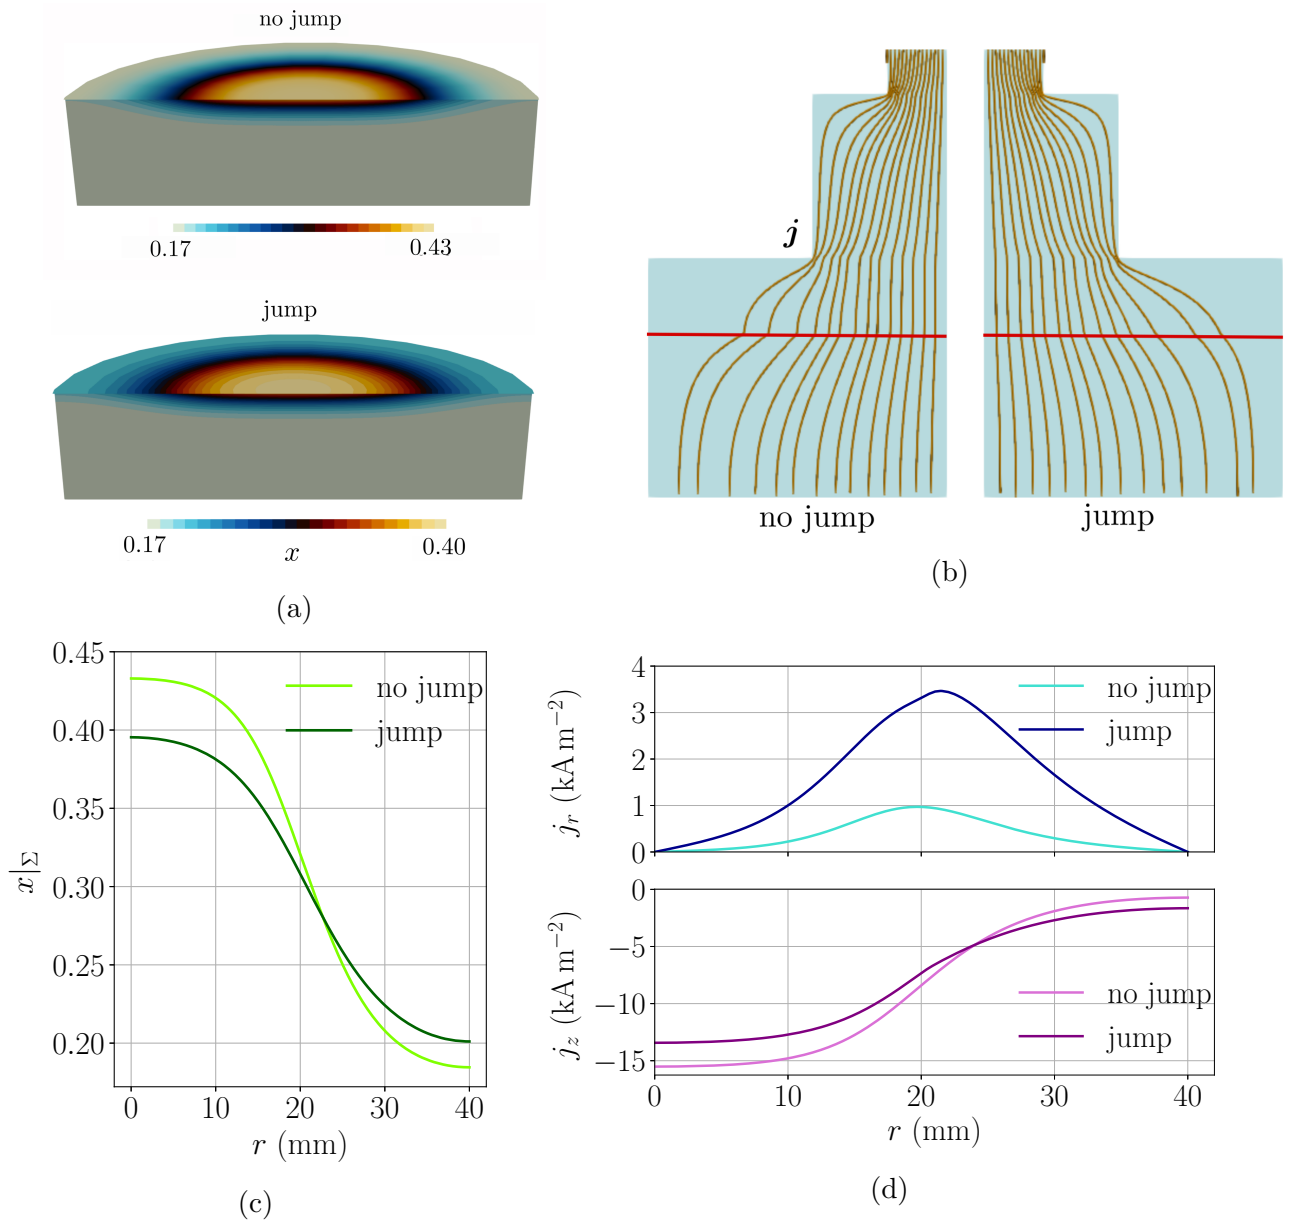 no jump
0.17 0.43
jump
0.17 0.40
x
(a)
j
no jump jump
(b)
0.45
0.40
0.35
0.30
0.25
0.20
x|Σ
no jump
jump
0 10 20 30 40
r (mm)
(c)
4
3
2
1
0
j_r (kA m⁻²)
no jump
jump
0
−5
−10
−15
j_z (kA m⁻²)
no jump
jump
0 10 20 30 40
r (mm)
(d)